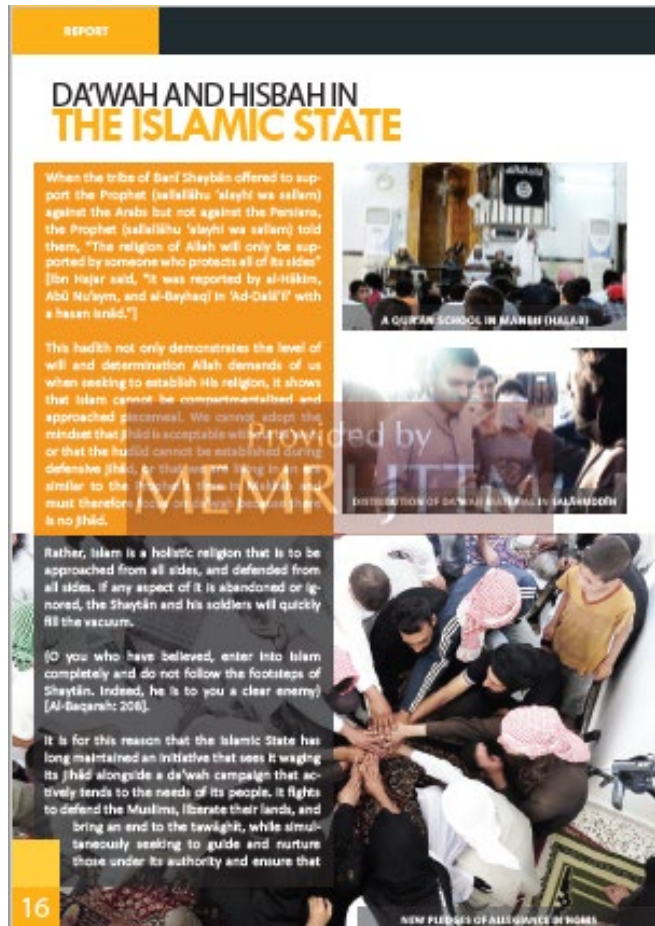 REPORT
DA'WAH AND HISBAH IN
THE ISLAMIC STATE
When the tribe of Banī Shaybān offered to sup-
port the Prophet (sallallāhu 'alayhi wa sallam)
against the Arabs but not against the Persians,
the Prophet (sallallāhu 'alayhi wa sallam) told
them, "The religion of Allah will only be sup-
ported by someone who protects all of its sides"
[Ibn Hajar said, "It was reported by al-Hākim,
Abū Nu'aym, and al-Bayhaqī in 'Ad-Dalā'il' with
a hasan isnād."]
This hadīth not only demonstrates the level of
will and determination Allah demands of us
when seeking to establish His religion, it shows
that Islam cannot be compartmentalized and
approached piecemeal. We cannot adopt the
mindset that jihād is acceptable
or that the hudūd cannot be established during
defensive jihād, or that we are living in a
similar to the Prophet's time in Makkah and
must therefore there
is no jihād.
Rather, Islam is a holistic religion that is to be
approached from all sides, and defended from
all sides. If any aspect of it is abandoned or ig-
nored, the Shaytān and his soldiers will quickly
fill the vacuum.
{O you who have believed, enter into Islam
completely and do not follow the footsteps of
Shaytān. Indeed, he is to you a clear enemy}
[Al-Baqarah: 208].
It is for this reason that the Islamic State has
long maintained an initiative that sees it waging
its jihād alongside a da'wah campaign that ac-
tively tends to the needs of its people. It fights
to defend the Muslims, liberate their lands, and
bring an end to the tawāghīt, while simul-
taneously seeking to guide and nurture
those under its authority and ensure that
16
A QUR'AN SCHOOL IN MANBIJ (HALAB)
DISTRIBUTION OF DA'WAH MATERIAL IN SALĀHUDDĪN
NEW PLEDGES OF ALLEGIANCE IN HOMS
Provided by
MEMRI JTTM